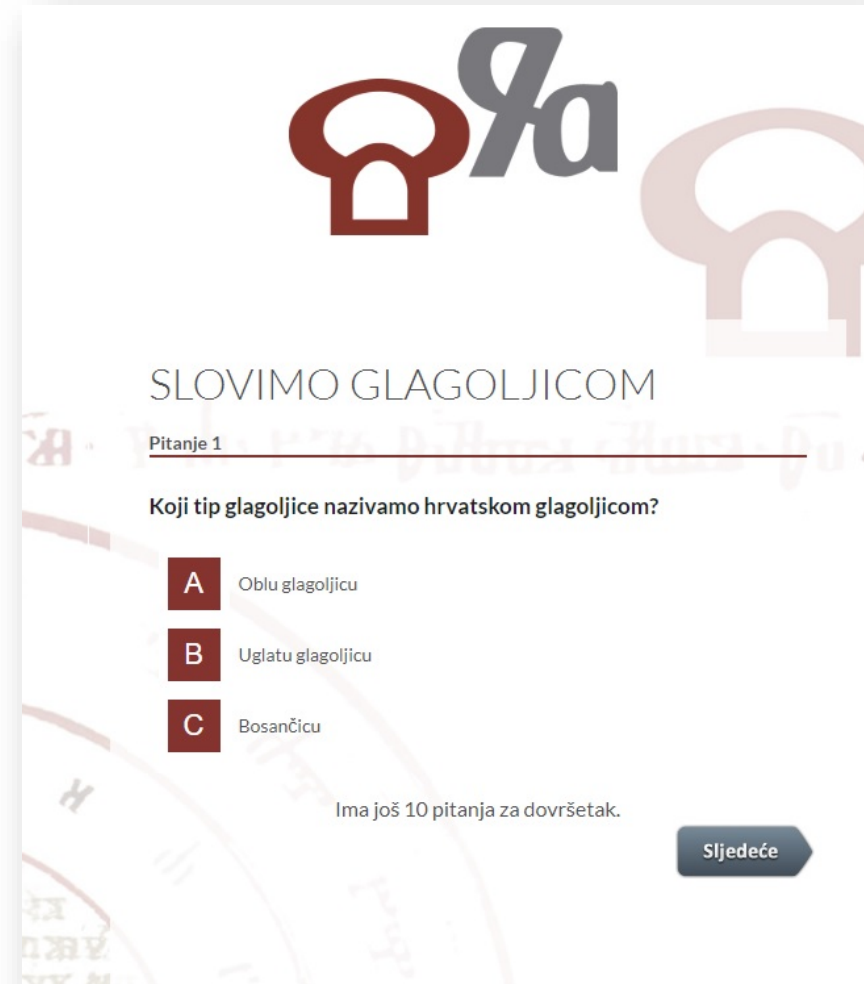 SLOVIMO GLAGOLJICOM
Pitanje 1
Koji tip glagoljice nazivamo hrvatskom glagoljicom?
A Oblu glagoljicu
B Uglatu glagoljicu
C Bosančicu
Ima još 10 pitanja za dovršetak.
Sljedeće